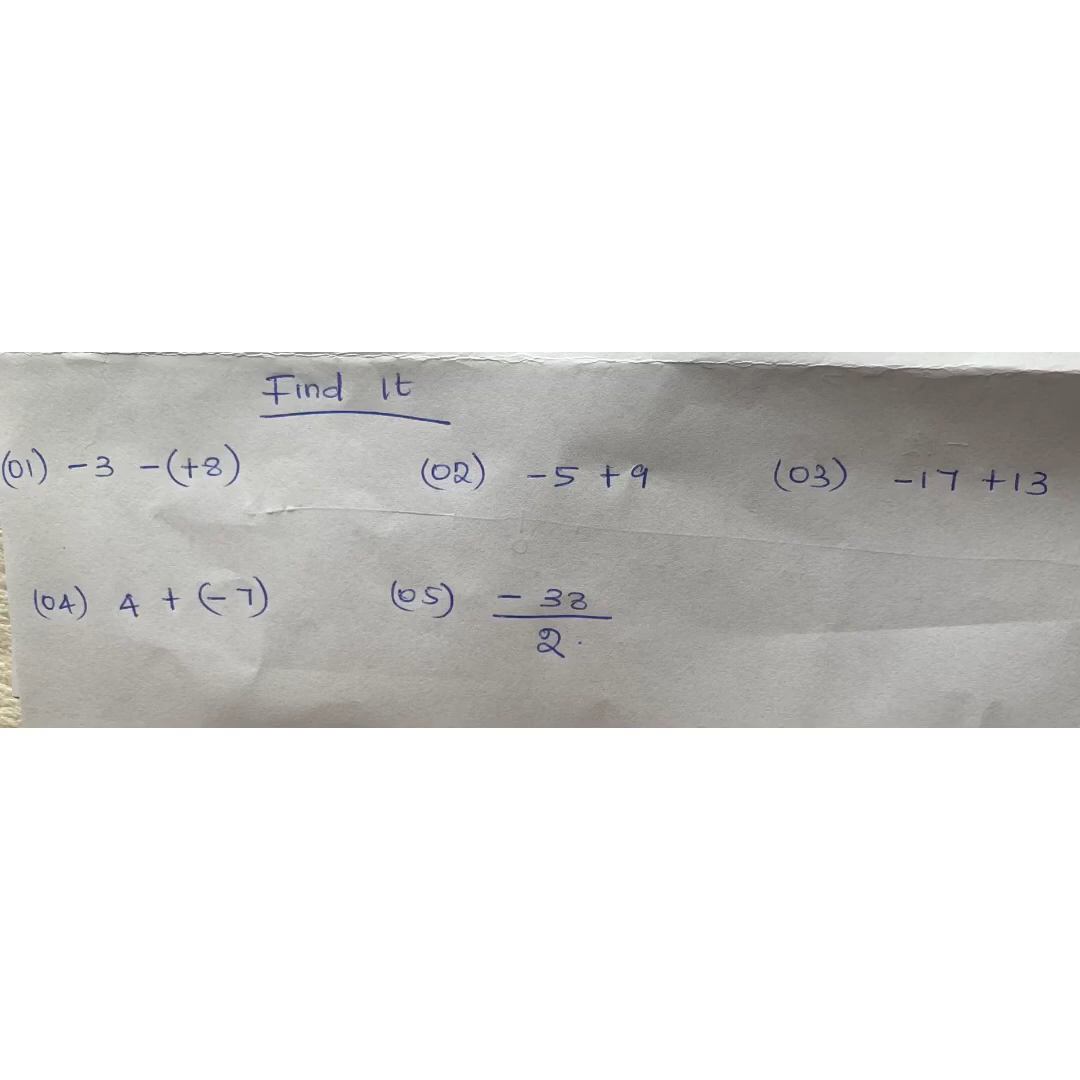 Find It
(01) -3 -(+8) (02) -5 +9 (03) -17 +13
(04) 4 + (-7) (05) - 38
2.